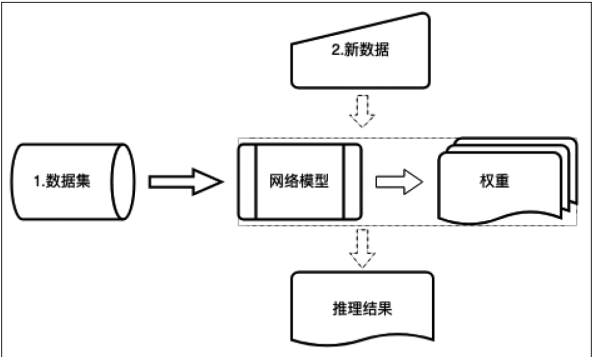 2.新数据
1.数据集
网络模型
权重
推理结果